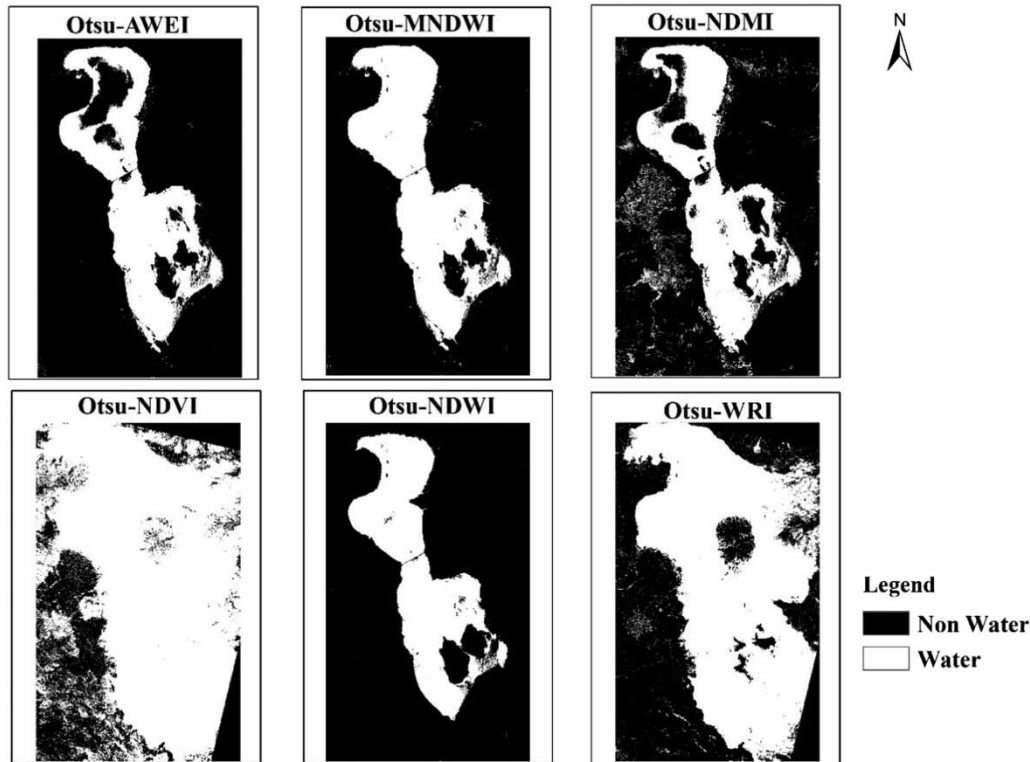 Otsu-AWEI
Otsu-MNDWI
Otsu-NDMI
N
Otsu-NDVI
Otsu-NDWI
Otsu-WRI
Legend
Non Water
Water